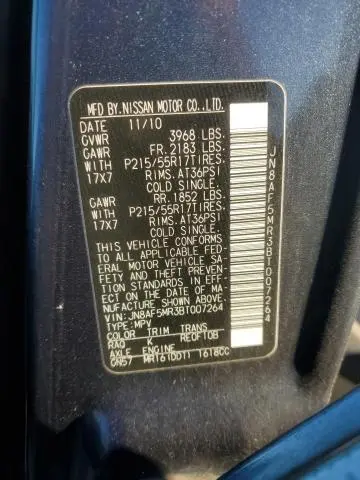 MFD BY.NISSAN MOTOR CO.,LTD.
DATE 11/10
GVWR 3968 LBS.
GAWR FR. 2183 LBS.
WITH P215/55R17TIRES.
17X7 RIMS. AT36PSI
COLD SINGLE.
GAWR RR. 1852 LBS.
WITH P215/55R17TIRES.
17X7 RIMS. AT36PSI
COLD SINGLE.
THIS VEHICLE CONFORMS
TO ALL APPLICABLE FED-
ERAL MOTOR VEHICLE SA-
FETY AND THEFT PREVEN-
TION STANDARDS IN EFF-
ECT ON THE DATE OF MA-
NUFACTURE SHOWN ABOVE.
VIN: JN8AF5MR3BT007264
TYPE: MPV
COLOR TRIM TRANS
RAQ K RE0F10B
AXLE ENGINE
GN57 MR16(DDT) 1618CC
JN8AF5MR3BT007264